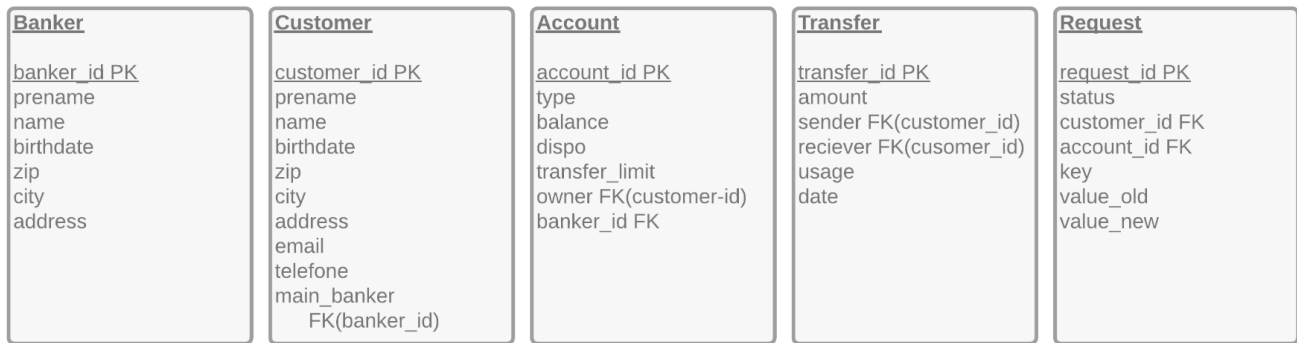 Banker
banker_id PK
prename
name
birthdate
zip
city
address
Customer
customer_id PK
prename
name
birthdate
zip
city
address
email
telefone
main_banker
FK(banker_id)
Account
account_id PK
type
balance
dispo
transfer_limit
owner FK(customer-id)
banker_id FK
Transfer
transfer_id PK
amount
sender FK(customer_id)
reciever FK(cusomer_id)
usage
date
Request
request_id PK
status
customer_id FK
account_id FK
key
value_old
value_new